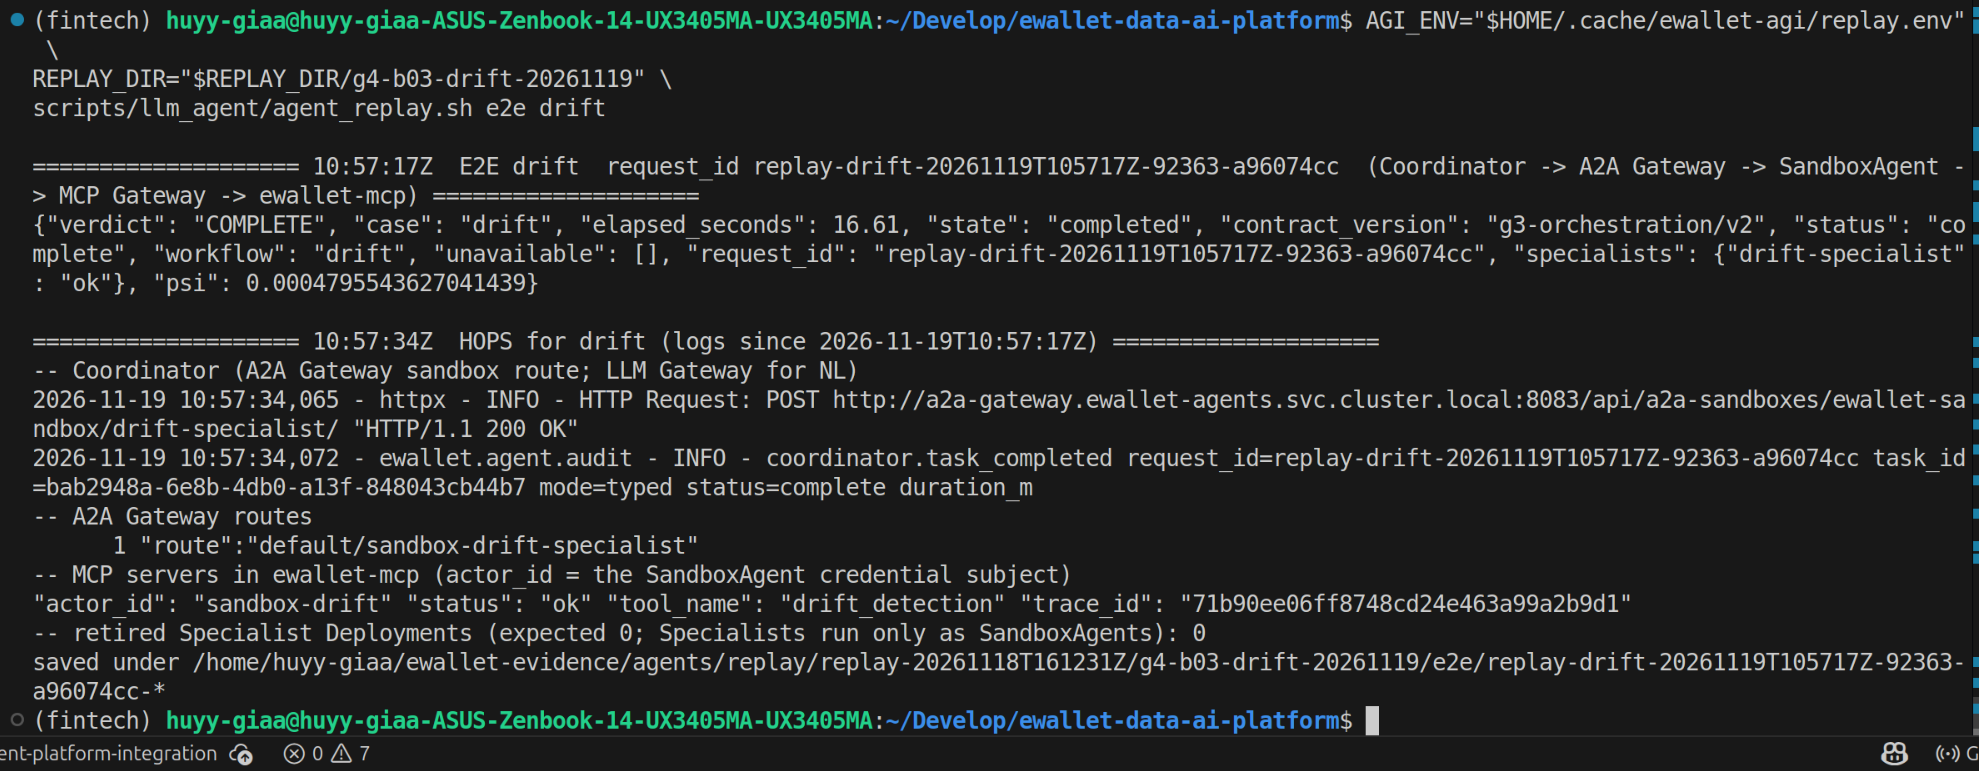 (fintech) huyy-giaa@huyy-giaa-ASUS-Zenbook-14-UX3405MA-UX3405MA:~/Develop/ewallet-data-ai-platform$ AGI_ENV="$HOME/.cache/ewallet-agi/replay.env"
 \
REPLAY_DIR="$REPLAY_DIR/g4-b03-drift-20261119" \
scripts/llm_agent/agent_replay.sh e2e drift
==================== 10:57:17Z  E2E drift  request_id replay-drift-20261119T105717Z-92363-a96074cc  (Coordinator -> A2A Gateway -> SandboxAgent -
> MCP Gateway -> ewallet-mcp) ====================
{"verdict": "COMPLETE", "case": "drift", "elapsed_seconds": 16.61, "state": "completed", "contract_version": "g3-orchestration/v2", "status": "co
mplete", "workflow": "drift", "unavailable": [], "request_id": "replay-drift-20261119T105717Z-92363-a96074cc", "specialists": {"drift-specialist"
: "ok"}, "psi": 0.0004795543627041439}
==================== 10:57:34Z  HOPS for drift (logs since 2026-11-19T10:57:17Z) ====================
-- Coordinator (A2A Gateway sandbox route; LLM Gateway for NL)
2026-11-19 10:57:34,065 - httpx - INFO - HTTP Request: POST http://a2a-gateway.ewallet-agents.svc.cluster.local:8083/api/a2a-sandboxes/ewallet-sa
ndbox/drift-specialist/ "HTTP/1.1 200 OK"
2026-11-19 10:57:34,072 - ewallet.agent.audit - INFO - coordinator.task_completed request_id=replay-drift-20261119T105717Z-92363-a96074cc task_id
=bab2948a-6e8b-4db0-a13f-848043cb44b7 mode=typed status=complete duration_m
-- A2A Gateway routes
      1 "route":"default/sandbox-drift-specialist"
-- MCP servers in ewallet-mcp (actor_id = the SandboxAgent credential subject)
"actor_id": "sandbox-drift" "status": "ok" "tool_name": "drift_detection" "trace_id": "71b90ee06ff8748cd24e463a99a2b9d1"
-- retired Specialist Deployments (expected 0; Specialists run only as SandboxAgents): 0
saved under /home/huyy-giaa/ewallet-evidence/agents/replay/replay-20261118T161231Z/g4-b03-drift-20261119/e2e/replay-drift-20261119T105717Z-92363-
a96074cc-*
(fintech) huyy-giaa@huyy-giaa-ASUS-Zenbook-14-UX3405MA-UX3405MA:~/Develop/ewallet-data-ai-platform$
ent-platform-integration 0 7 G